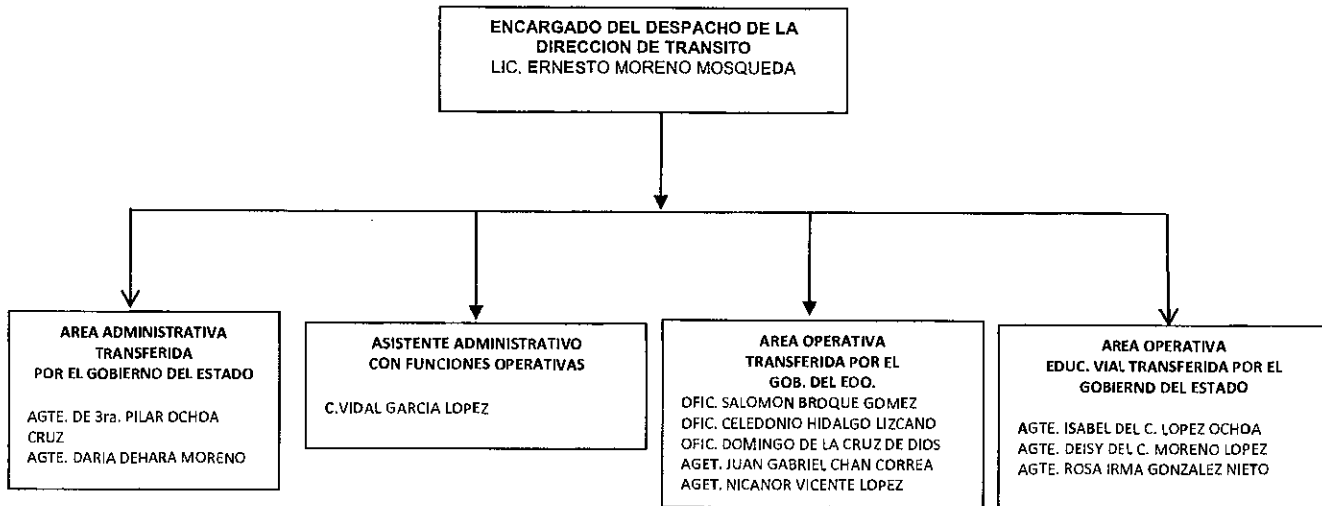 ENCARGADO DEL DESPACHO DE LA
DIRECCION DE TRANSITO
LIC. ERNESTO MORENO MOSQUEDA
AREA ADMINISTRATIVA
TRANSFERIDA
POR EL GOBIERNO DEL ESTADO
AGTE. DE 3ra. PILAR OCHOA
CRUZ
AGTE. DARIA DEHARA MORENO
ASISTENTE ADMINISTRATIVO
CON FUNCIONES OPERATIVAS
C.VIDAL GARCIA LOPEZ
AREA OPERATIVA
TRANSFERIDA POR EL
GOB. DEL EDO.
OFIC. SALOMON BROQUE GOMEZ
OFIC. CELEDONIO HIDALGO LIZCANO
OFIC. DOMINGO DE LA CRUZ DE DIOS
AGET. JUAN GABRIEL CHAN CORREA
AGET. NICANOR VICENTE LOPEZ
AREA OPERATIVA
EDUC. VIAL TRANSFERIDA POR EL
GOBIERNO DEL ESTADO
AGTE. ISABEL DEL C. LOPEZ OCHOA
AGTE. DEISY DEL C. MORENO LOPEZ
AGTE. ROSA IRMA GONZALEZ NIETO